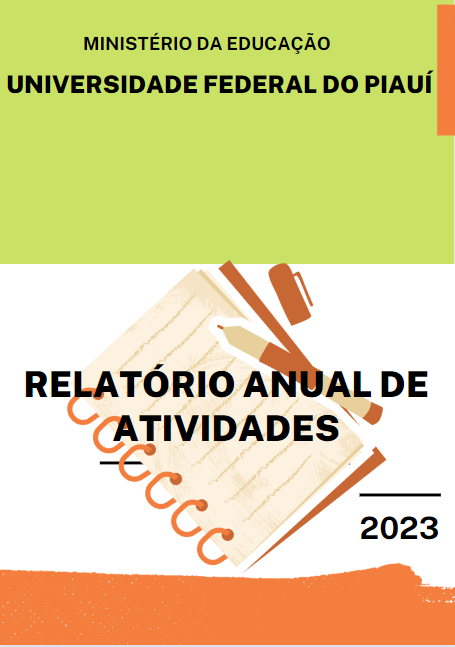 MINISTÉRIO DA EDUCAÇÃO
UNIVERSIDADE FEDERAL DO PIAUÍ
RELATÓRIO ANUAL DE
ATIVIDADES
2023